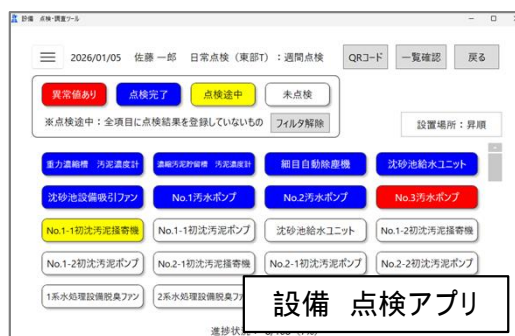 設備 点検・調査ツール
2026/01/05 佐藤 一郎 日常点検（東部T）：週間点検 QRコード 一覧確認 戻る
異常値あり 点検完了 点検途中 未点検
※点検途中：全項目に点検結果を登録していないもの フィルタ解除
設置場所：昇順
重力濃縮槽 汚泥濃度計 濃縮汚泥貯留槽 汚泥濃度計 細目自動除塵機 沈砂池給水ユニット
沈砂池設備吸引ファン No.1汚水ポンプ No.2汚水ポンプ No.3汚水ポンプ
No.1-1初沈汚泥掻寄機 No.1-1初沈汚泥ポンプ 沈砂池給水ユニット No.1-2初沈汚泥掻寄機
No.1-2初沈汚泥ポンプ No.2-1初沈汚泥掻寄機 No.2-1初沈汚泥ポンプ No.2-2初沈汚泥ポンプ
1系水処理設備脱臭ファン 2系水処理設備脱臭ファン
設備 点検アプリ
進捗状況